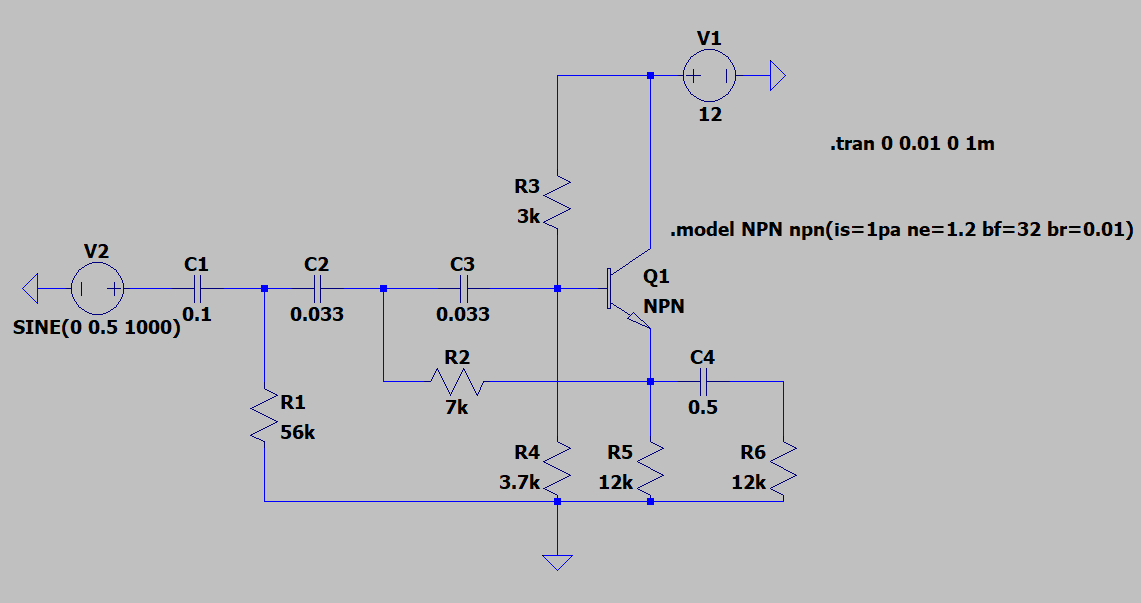 V1
12
.tran 0 0.01 0 1m
R3
3k
.model NPN npn(is=1pa ne=1.2 bf=32 br=0.01)
V2
SINE(0 0.5 1000)
C1
0.1
C2
0.033
C3
0.033
Q1
NPN
R2
7k
C4
0.5
R1
56k
R4
3.7k
R5
12k
R6
12k